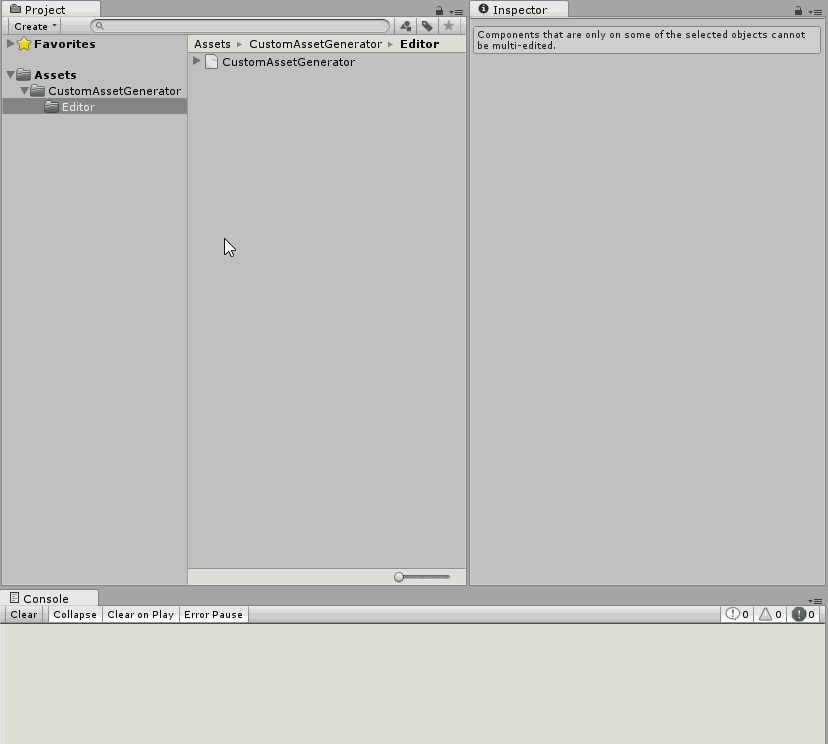 Project
Create
Favorites
Assets
CustomAssetGenerator
Editor
Assets CustomAssetGenerator Editor
CustomAssetGenerator
Inspector
Components that are only on some of the selected objects cannot
be multi-edited.
Console
Clear Collapse Clear on Play Error Pause 0 0 0